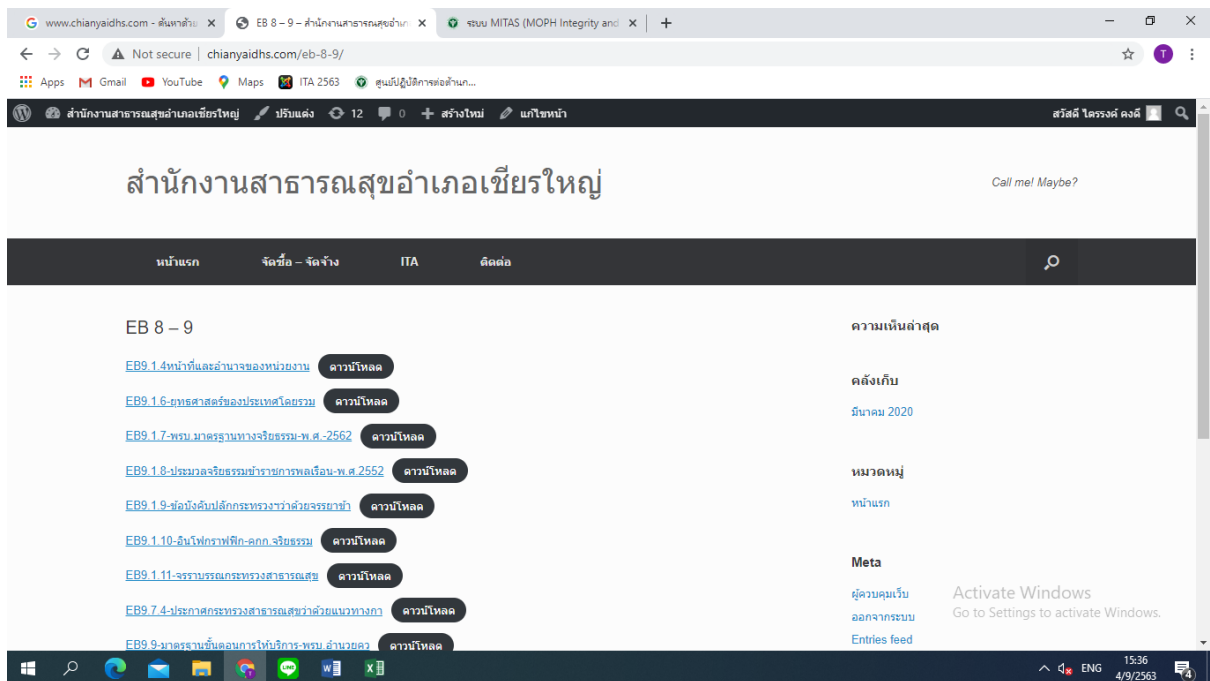 www.chianyaidhs.com - ค้นหาด้วย
EB 8 – 9 – สำนักงานสาธารณสุขอำเภ
ระบบ MITAS (MOPH Integrity and
Not secure | chianyaidhs.com/eb-8-9/
T
Apps Gmail YouTube Maps ITA 2563 ศูนย์ปฏิบัติการต่อต้านก...
สำนักงานสาธารณสุขอำเภอเชียรใหญ่ ปรับแต่ง 12 0 สร้างใหม่ แก้ไขหน้า สวัสดี ไตรรงค์ คงดี
สำนักงานสาธารณสุขอำเภอเชียรใหญ่
Call me! Maybe?
หน้าแรก จัดซื้อ – จัดจ้าง ITA ติดต่อ
EB 8 – 9
EB9.1.4หน้าที่และอำนาจของหน่วยงาน ดาวน์โหลด
EB9.1.6-ยุทธศาสตร์ของประเทศโดยรวม ดาวน์โหลด
EB9.1.7-พรบ.มาตรฐานทางจริยธรรม-พ.ศ.-2562 ดาวน์โหลด
EB9.1.8-ประมวลจริยธรรมข้าราชการพลเรือน-พ.ศ.2552 ดาวน์โหลด
EB9.1.9-ข้อบังคับปลักกระทรวงฯว่าด้วยจรรยาข้า ดาวน์โหลด
EB9.1.10-อินโฟกราฟฟิก-คกก.จริยธรรม ดาวน์โหลด
EB9.1.11-จรราบรรณกระทรวงสาธารณสุข ดาวน์โหลด
EB9.7.4-ประกาศกระทรวงสาธารณสุขว่าด้วยแนวทางกา ดาวน์โหลด
EB9.9-มาตรฐานขั้นตอนการให้บริการ-พรบ.อำนวยคว ดาวน์โหลด
ความเห็นล่าสุด
คลังเก็บ
มีนาคม 2020
หมวดหมู่
หน้าแรก
Meta
ผู้ควบคุมเว็บ
ออกจากระบบ
Entries feed
Activate Windows
Go to Settings to activate Windows.
ENG
15:36
4/9/2563
4